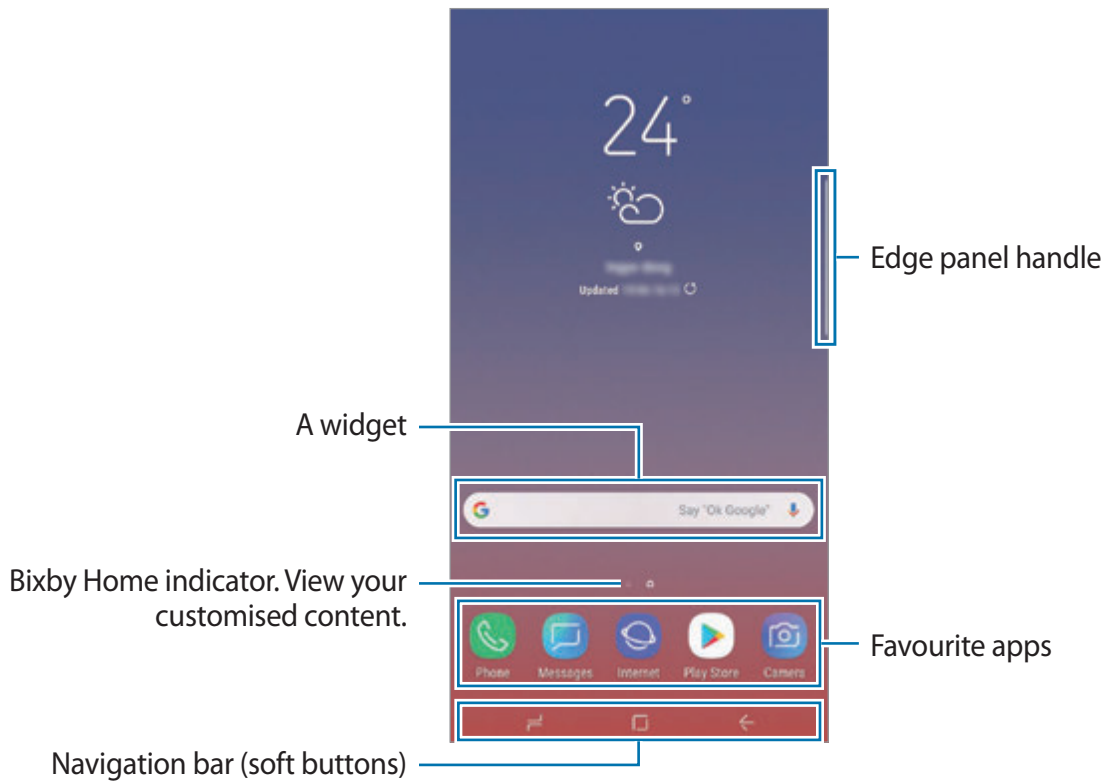 24°
Edge panel handle
Updated
A widget
Say "Ok Google"
Bixby Home indicator. View your
customised content.
Favourite apps
Phone Messages Internet Play Store Camera
Navigation bar (soft buttons)